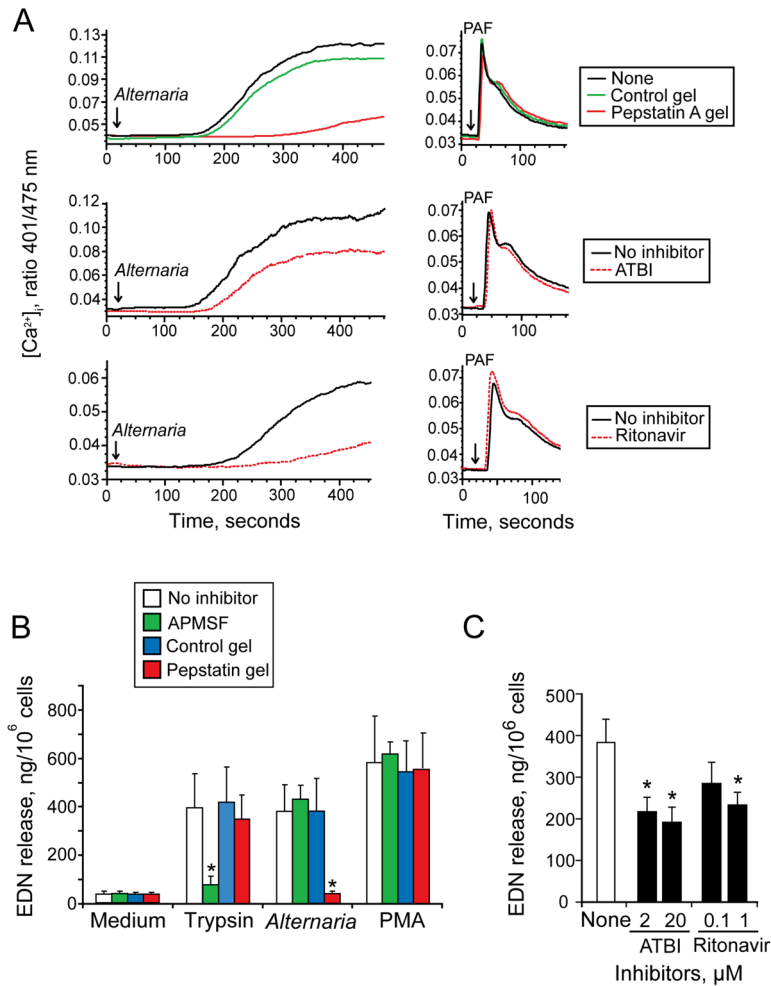 A
[Ca²⁺]ᵢ, ratio 401/475 nm
0.13
0.11
0.09
0.07
0.05
Alternaria
0 100 200 300 400
PAF
0.07
0.06
0.05
0.04
0.03
0 100
None
Control gel
Pepstatin A gel
0.12
0.10
0.08
0.06
0.04
Alternaria
0 100 200 300 400
PAF
0.07
0.06
0.05
0.04
0.03
0 100
No inhibitor
ATBI
0.06
0.05
0.04
0.03
Alternaria
0 100 200 300 400
Time, seconds
PAF
0.07
0.06
0.05
0.04
0.03
0 100
Time, seconds
No inhibitor
Ritonavir
B
No inhibitor
APMSF
Control gel
Pepstatin gel
EDN release, ng/10⁶ cells
800
600
400
200
0
*
*
Medium Trypsin Alternaria PMA
C
EDN release, ng/10⁶ cells
500
400
300
200
100
0
* * *
None 2 20 0.1 1
ATBI Ritonavir
Inhibitors, µM